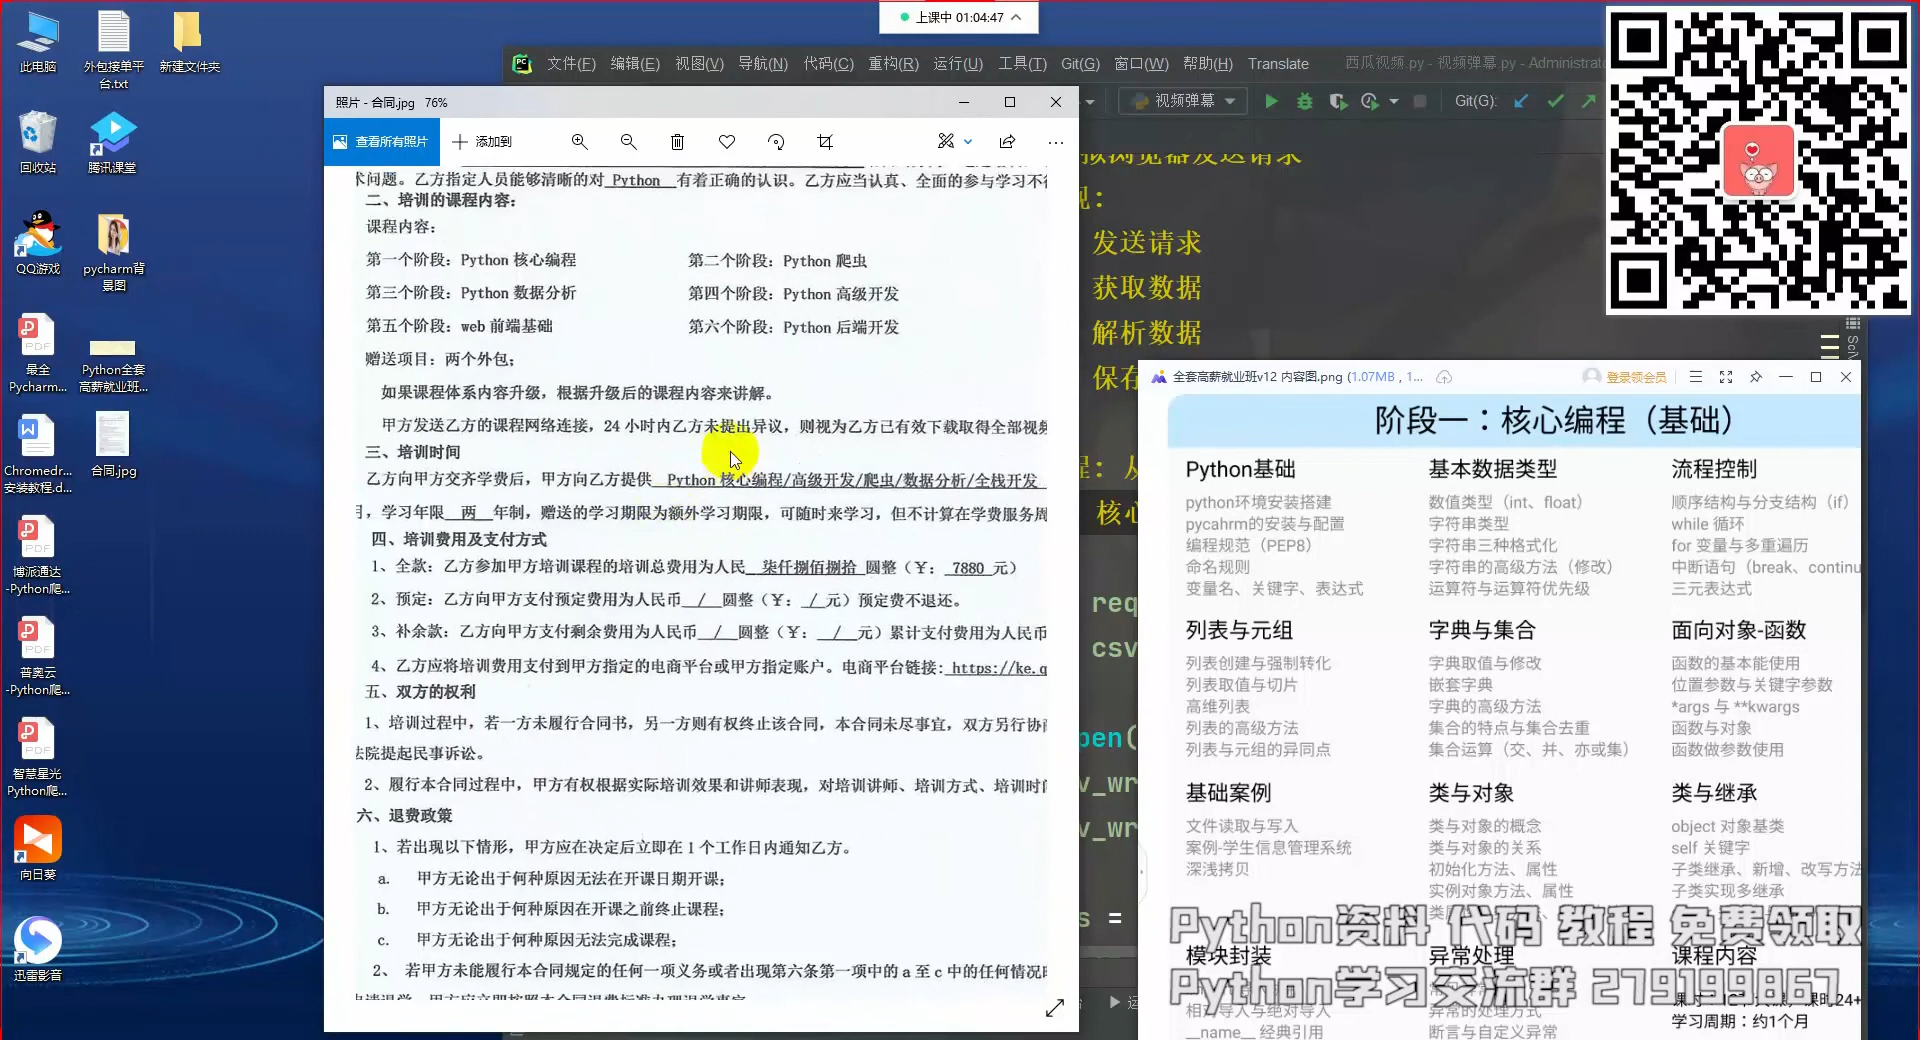 上课中 01:04:47
此电脑
外包接单平台.txt
新建文件夹
回收站
腾讯课堂
QQ游戏
pycharm背景图
最全
Pycharm...
Python全套
高薪就业班...
Chromedr...
安装教程.d...
合同.jpg
博派通达
-Python爬...
普奥云
-Python爬...
智慧星光
Python爬...
向日葵
迅雷影音
文件(F) 编辑(E) 视图(V) 导航(N) 代码(C) 重构(R) 运行(U) 工具(T) Git(G) 窗口(W) 帮助(H) Translate 西瓜视频.py - 视频弹幕.py - Administrato
视频弹幕 Git(G):
照片 - 合同.jpg 76%
查看所有照片 添加到
术问题。乙方指定人员能够清晰的对 Python 有着正确的认识。乙方应当认真、全面的参与学习不
二、培训的课程内容：
课程内容：
第一个阶段：Python 核心编程 第二个阶段：Python 爬虫
第三个阶段：Python 数据分析 第四个阶段：Python 高级开发
第五个阶段：web 前端基础 第六个阶段：Python 后端开发
赠送项目：两个外包；
如果课程体系内容升级，根据升级后的课程内容来讲解。
甲方发送乙方的课程网络连接，24 小时内乙方未提出异议，则视为乙方已有效下载取得全部视频
三、培训时间
乙方向甲方交齐学费后，甲方向乙方提供 Python 核心编程/高级开发/爬虫/数据分析/全栈开发
，学习年限 两 年制，赠送的学习期限为额外学习期限，可随时来学习，但不计算在学费服务周
四、培训费用及支付方式
1、全款：乙方参加甲方培训课程的培训总费用为人民 柒仟捌佰捌拾 圆整（￥： 7880 元）
2、预定：乙方向甲方支付预定费用为人民币 / 圆整（￥： / 元）预定费不退还。
3、补余款：乙方向甲方支付剩余费用为人民币 / 圆整（￥： / 元）累计支付费用为人民币
4、乙方应将培训费用支付到甲方指定的电商平台或甲方指定账户。电商平台链接: https://ke.q
五、双方的权利
1、培训过程中，若一方未履行合同书，另一方则有权终止该合同，本合同未尽事宜，双方另行协
法院提起民事诉讼。
2、履行本合同过程中，甲方有权根据实际培训效果和讲师表现，对培训讲师、培训方式、培训时
六、退费政策
1、若出现以下情形，甲方应在决定后立即在 1 个工作日内通知乙方。
a. 甲方无论出于何种原因无法在开课日期开课；
b. 甲方无论出于何种原因在开课之前终止课程；
c. 甲方无论出于何种原因无法完成课程；
2、 若甲方未能履行本合同规定的任何一项义务或者出现第六条第一项中的 a 至 c 中的任何情况
拟浏览器发送请求
现：
发送请求
获取数据
解析数据
保存
程：从
核心
req
csv
pen(
v_wr
v_wr
s =
全套高薪就业班v12 内容图.png (1.07MB , 1... 登录领会员
阶段一：核心编程（基础）
Python基础 基本数据类型 流程控制
python环境安装搭建 数值类型（int、float） 顺序结构与分支结构（if）
pycahrm的安装与配置 字符串类型 while 循环
编程规范（PEP8） 字符串三种格式化 for 变量与多重遍历
命名规则 字符串的高级方法（修改） 中断语句（break、continu
变量名、关键字、表达式 运算符与运算符优先级 三元表达式
列表与元组 字典与集合 面向对象-函数
列表创建与强制转化 字典取值与修改 函数的基本能使用
列表取值与切片 嵌套字典 位置参数与关键字参数
高维列表 字典的高级方法 *args 与 **kwargs
列表的高级方法 集合的特点与集合去重 函数与对象
列表与元组的异同点 集合运算（交、并、亦或集） 函数做参数使用
基础案例 类与对象 类与继承
文件读取与写入 类与对象的概念 object 对象基类
案例-学生信息管理系统 类与对象的关系 self 关键字
深浅拷贝 初始化方法、属性 子类继承、新增、改写方法
实例对象方法、属性 子类实现多继承
Python资料 代码 教程 免费领取
模块封装 异常处理 课程内容
Python学习交流群 279199867
相对导入与绝对导入 异常的处理方式 学习周期：约1个月
__name__ 经典引用 断言与自定义异常